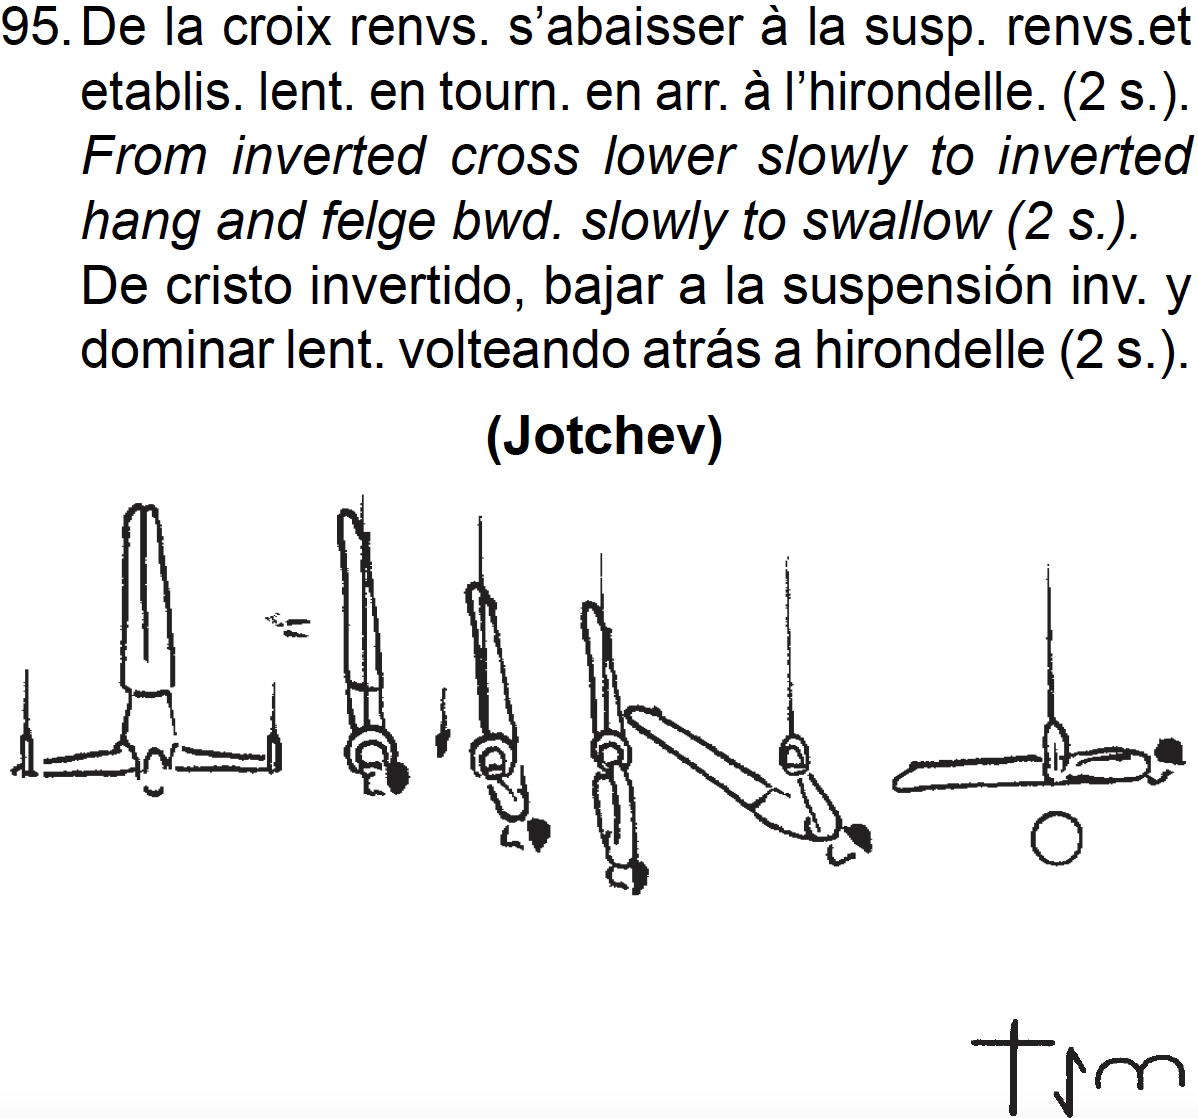 95. De la croix renvs. s’abaisser à la susp. renvs.et
etablis. lent. en tourn. en arr. à l’hirondelle. (2 s.).
From inverted cross lower slowly to inverted
hang and felge bwd. slowly to swallow (2 s.).
De cristo invertido, bajar a la suspensión inv. y
dominar lent. volteando atrás a hirondelle (2 s.).
(Jotchev)